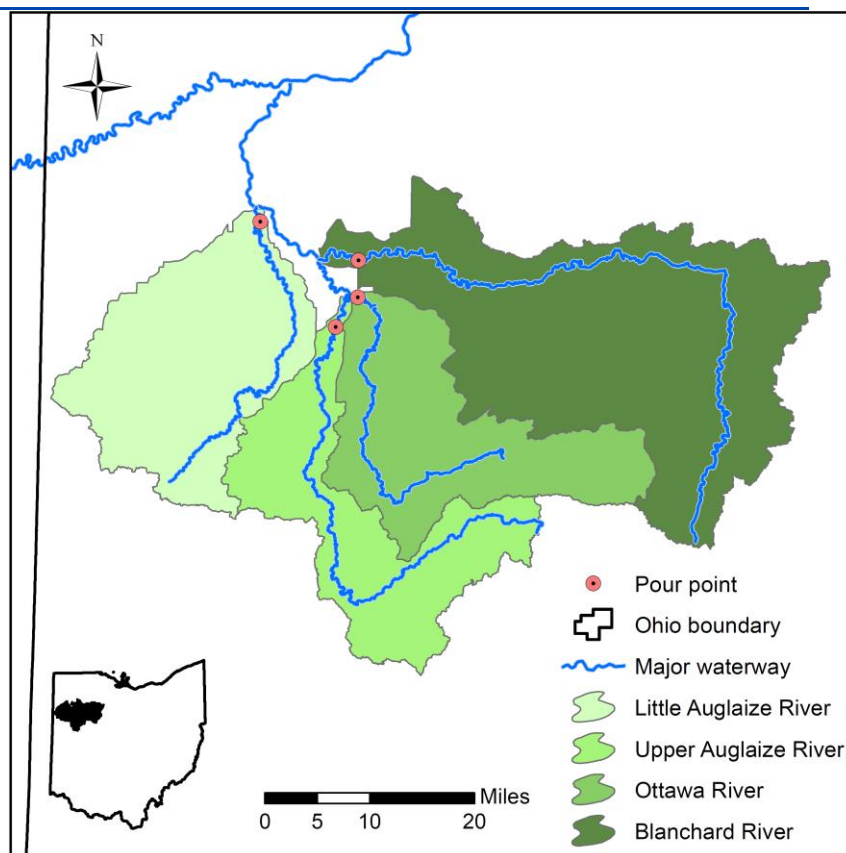 N
Pour point
Ohio boundary
Major waterway
Little Auglaize River
Upper Auglaize River
Ottawa River
Blanchard River
Miles
0 5 10 20